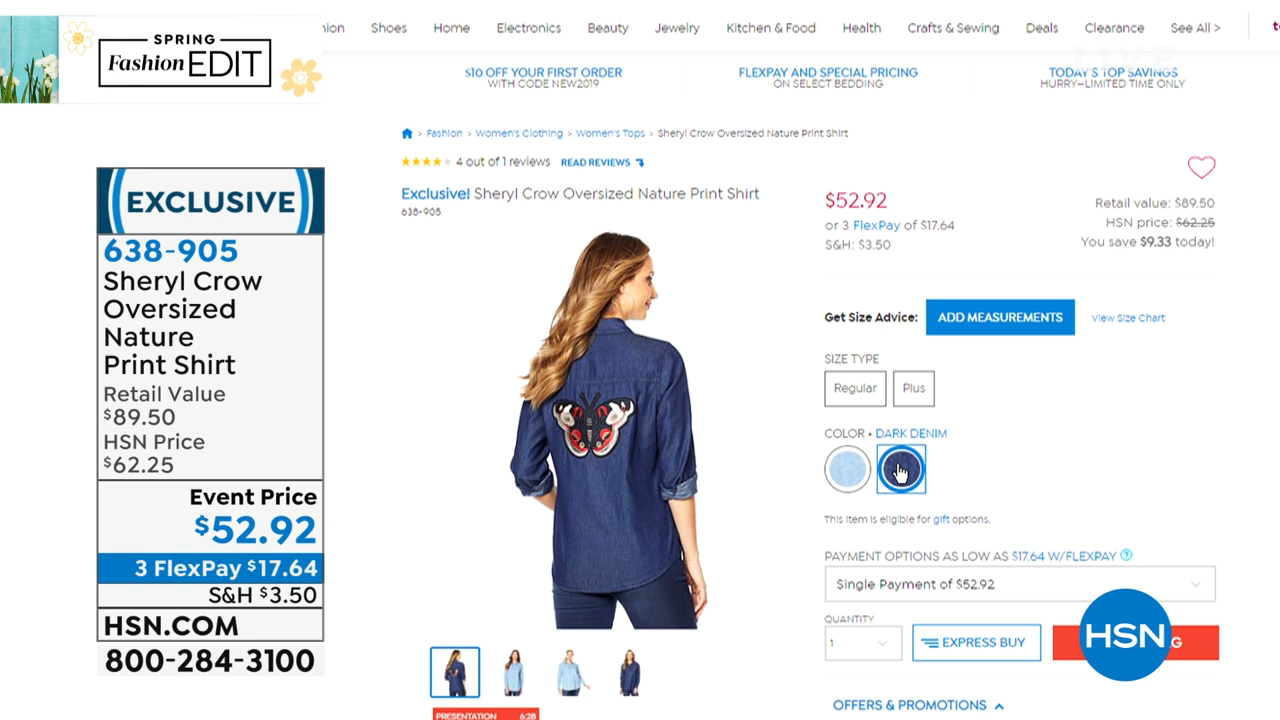 SPRING
Fashion EDIT
Shoes
Home
Electronics
Beauty
Jewelry
Kitchen & Food
Health
Crafts & Sewing
Deals
Clearance
See All >
LIVE
$10 OFF YOUR FIRST ORDER
WITH CODE NEW2019
FLEXPAY AND SPECIAL PRICING
ON SELECT BEDDING
TODAY'S TOP SAVINGS
HURRY—LIMITED TIME ONLY
> Fashion > Women's Clothing > Women's Tops > Sheryl Crow Oversized Nature Print Shirt
4 out of 1 reviews READ REVIEWS
Exclusive! Sheryl Crow Oversized Nature Print Shirt
638-905
EXCLUSIVE
638-905
Sheryl Crow
Oversized
Nature
Print Shirt
Retail Value
$89.50
HSN Price
$62.25
Event Price
$52.92
3 FlexPay $17.64
S&H $3.50
HSN.COM
800-284-3100
$52.92
or 3 FlexPay of $17.64
S&H: $3.50
Retail value: $89.50
HSN price: $62.25
You save $9.33 today!
Get Size Advice: ADD MEASUREMENTS View Size Chart
SIZE TYPE
Regular Plus
COLOR • DARK DENIM
This item is eligible for gift options.
PAYMENT OPTIONS AS LOW AS $17.64 W/FLEXPAY ?
Single Payment of $52.92
QUANTITY
1
EXPRESS BUY
HSN
OFFERS & PROMOTIONS
PRESENTATION 6:28